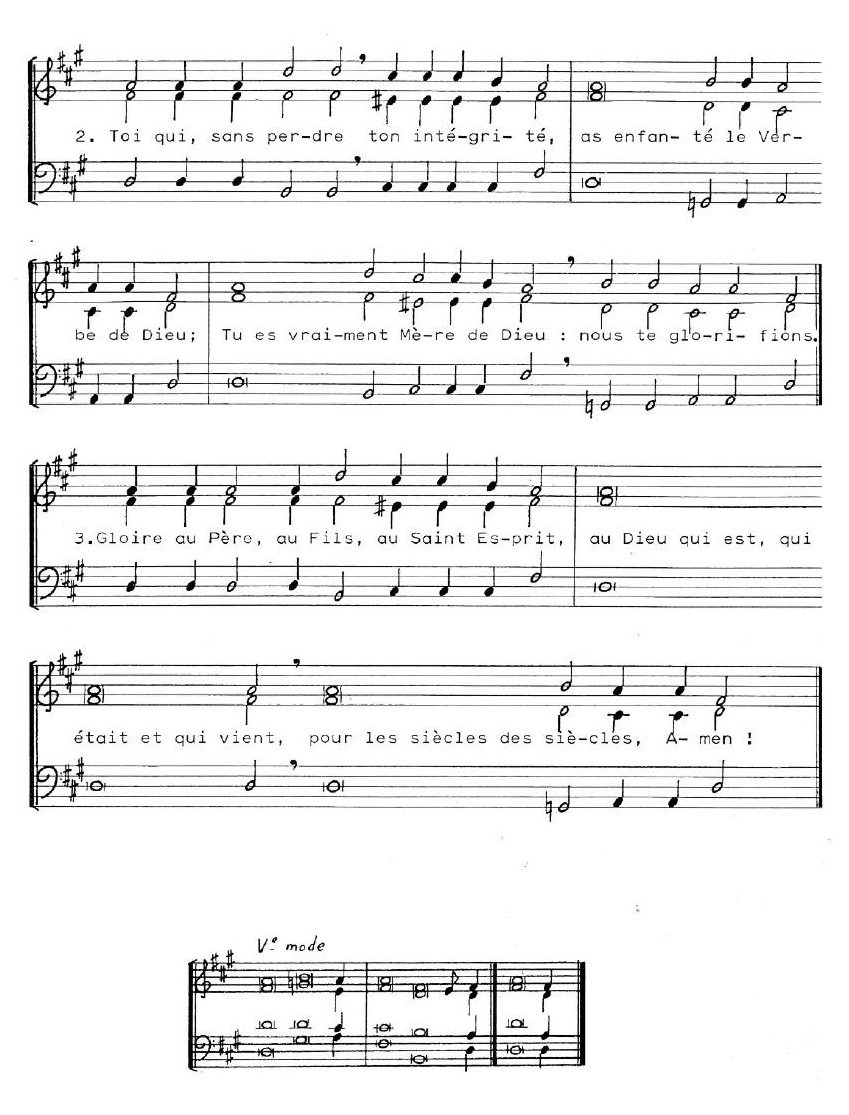 2. Toi qui, sans per-dre ton inté-gri- té, as enfan- té le Ver-
be de Dieu; Tu es vrai-ment Mè-re de Dieu : nous te glo-ri- fions.
3.Gloire au Père, au Fils, au Saint Es-prit, au Dieu qui est, qui
était et qui vient, pour les siècles des siè-cles, A- men !
Vᵉ mode